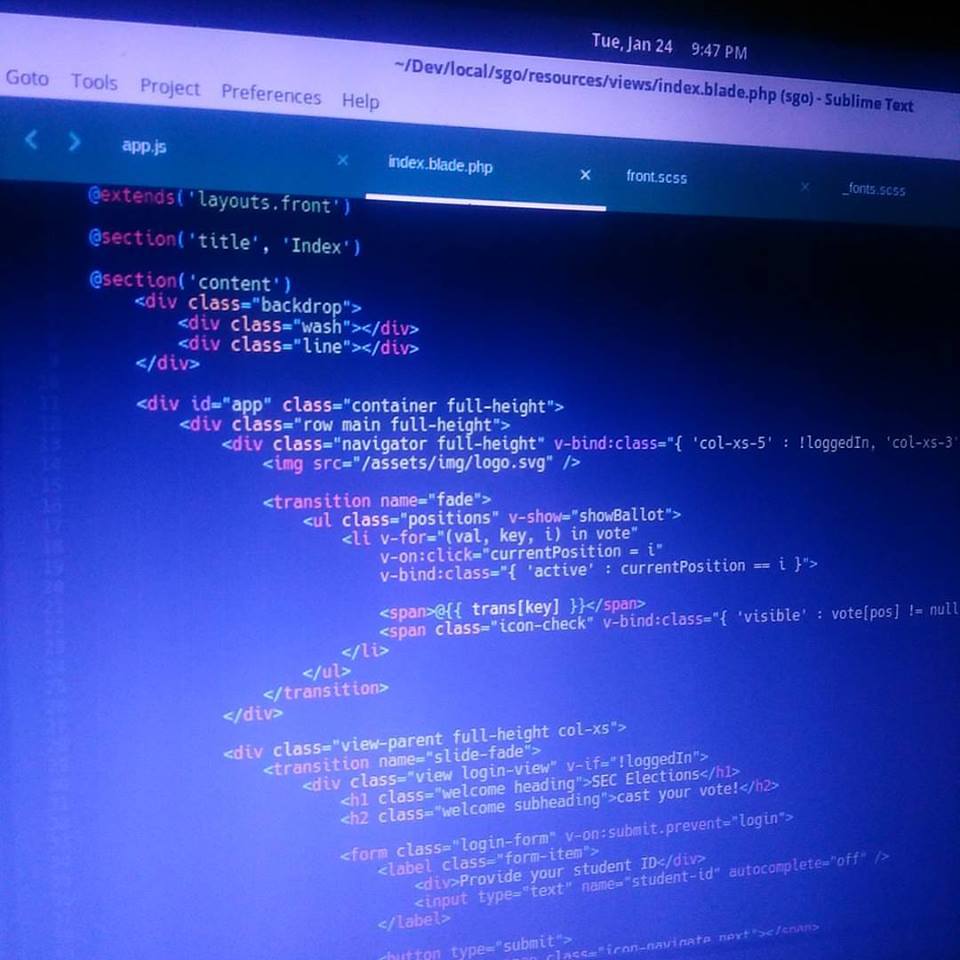 Tue, Jan 24 9:47 PM
~/Dev/local/sgo/resources/views/index.blade.php (sgo) - Sublime Text
Goto Tools Project Preferences Help
app.js index.blade.php front.scss _fonts.scss
@extends('layouts.front')
@section('title', 'Index')
@section('content')
<div class="backdrop">
<div class="wash"></div>
<div class="line"></div>
</div>
<div id="app" class="container full-height">
<div class="row main full-height">
<div class="navigator full-height" v-bind:class="{ 'col-xs-5' : !loggedIn, 'col-xs-3'
<img src="/assets/img/logo.svg" />
<transition name="fade">
<ul class="positions" v-show="showBallot">
<li v-for="(val, key, i) in vote"
v-on:click="currentPosition = i"
v-bind:class="{ 'active' : currentPosition == i }">
<span>@{{ trans[key] }}</span>
<span class="icon-check" v-bind:class="{ 'visible' : vote[pos] != null
</li>
</ul>
</transition>
</div>
<div class="view-parent full-height col-xs">
<transition name="slide-fade">
<div class="view login-view" v-if="!loggedIn">
<h1 class="welcome heading">SEC Elections</h1>
<h2 class="welcome subheading">cast your vote!</h2>
<form class="login-form" v-on:submit.prevent="login">
<label class="form-item">
<div>Provide your student ID</div>
<input type="text" name="student-id" autocomplete="off" />
</label>
<button type="submit">
class="icon-navigate_next"></span>